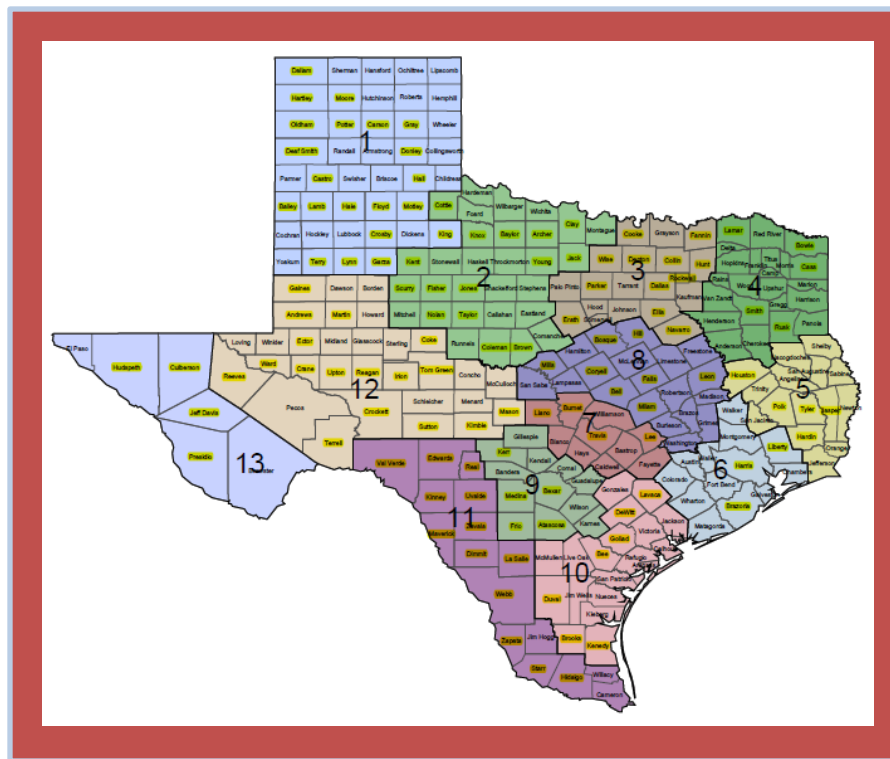 Dallam Sherman Hansford Ochiltree Lipscomb
Hartley Moore Hutchinson Roberts Hemphill
Oldham Potter Carson Gray Wheeler
1
Deaf Smith Randall Armstrong Donley Collingsworth
Parmer Castro Swisher Briscoe Hall Childress
Bailey Lamb Hale Floyd Motley Cottle
Cochran Hockley Lubbock Crosby Dickens King
Yoakum Terry Lynn Garza
Hardeman
Foard Wilbarger Wichita
Knox Baylor Archer Clay Montague
Kent Stonewall Haskell Throckmorton Young Jack
2
Scurry Fisher Jones Shackelford Stephens
Mitchell Nolan Taylor Callahan Eastland
Runnels Coleman Brown Comanche
Cooke Grayson Fannin
Wise Denton Collin Hunt
3
Rockwall
Palo Pinto Parker Tarrant Dallas Kaufman
Hood Johnson Ellis
Erath Somervell Navarro
Lamar Red River Bowie
Delta
Hopkins Franklin Titus Morris Cass
Camp
Rains Wood Upshur Marion
4
Van Zandt Gregg Harrison
Smith
Henderson Rusk Panola
Anderson Cherokee
Shelby
Nacogdoches
Houston San Augustine Sabine
Angelina
5
Trinity
Polk Tyler Jasper Newton
San Jacinto
Hardin
Orange
Liberty Jefferson
Gaines Dawson Borden
Andrews Martin Howard
Loving Winkler Ector Midland Glasscock Sterling Coke
Ward Crane Upton Reagan Irion Tom Green Concho
Reeves
12
McCulloch
Pecos Crockett Schleicher Menard Mason
Sutton Kimble
Terrell
El Paso
Hudspeth Culberson
Jeff Davis
Presidio
13
Bosque Hill
Hamilton McLennan Limestone Freestone
8
Mills Coryell Falls Leon
San Saba Lampasas Bell Robertson Madison
Milam Brazos Grimes
Burleson
Washington
Llano Burnet Williamson
7
Blanco Travis Lee
Hays Bastrop
Caldwell Fayette
Walker
Montgomery
Austin Waller Harris
6
Colorado Fort Bend Chambers
Galveston
Wharton Brazoria
Matagorda
Gillespie
Kerr Kendall
Comal
Bandera Guadalupe
9
Medina Bexar
Wilson
Frio Atascosa Karnes
Val Verde Edwards Real
Kinney Uvalde
11
Maverick Zavala
Dimmit La Salle
Webb
Zapata Jim Hogg
Starr Hidalgo Willacy
Cameron
Gonzales Lavaca
DeWitt
Jackson
Victoria
Goliad
Calhoun
McMullen Live Oak Bee Refugio
10
San Patricio
Duval Jim Wells Nueces
Kleberg
Brooks Kenedy